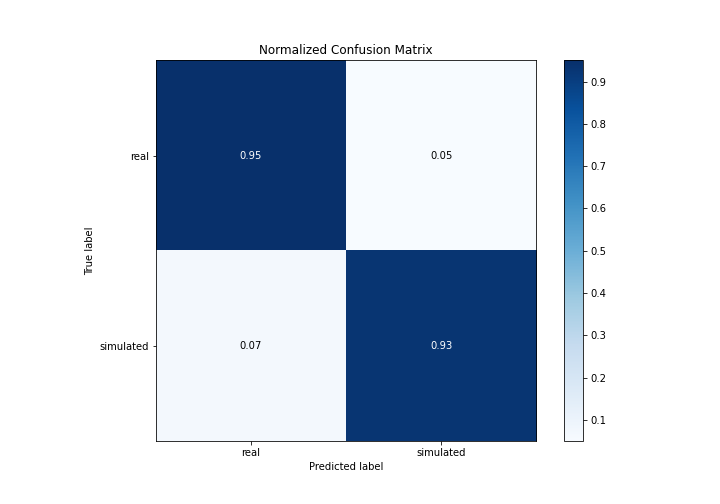 Normalized Confusion Matrix
real
0.95
0.05
True label
simulated
0.07
0.93
real
simulated
Predicted label
0.9
0.8
0.7
0.6
0.5
0.4
0.3
0.2
0.1